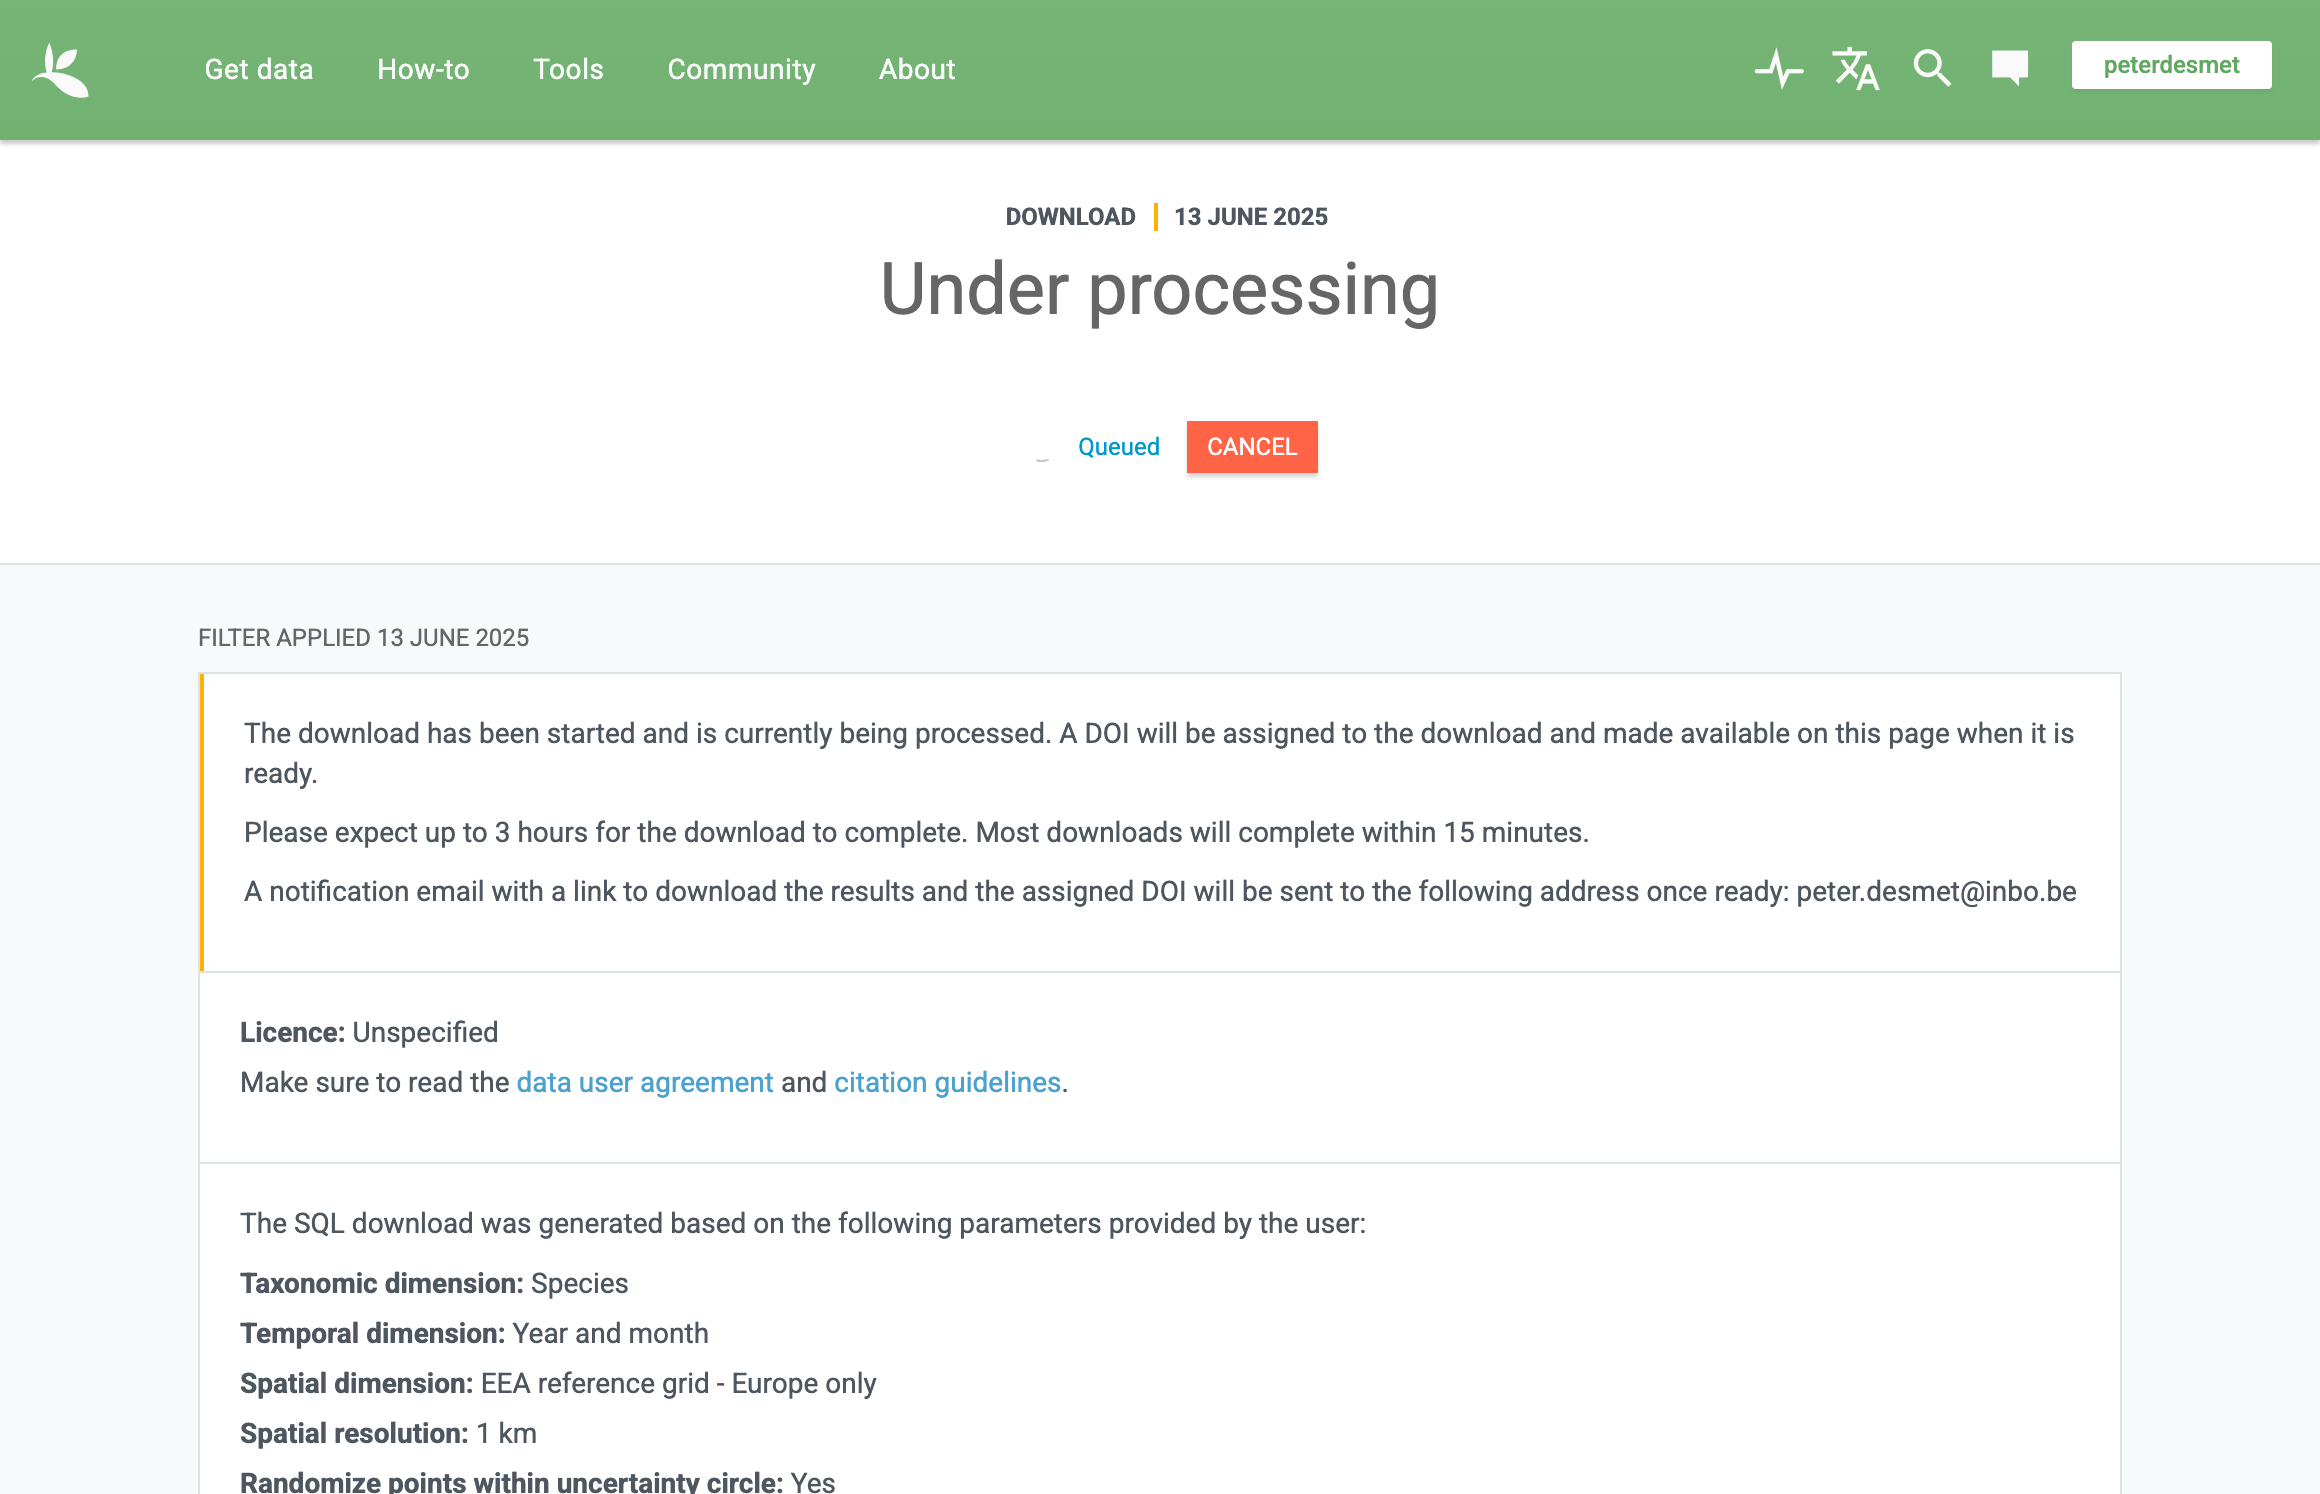 Get data
How-to
Tools
Community
About
peterdesmet
DOWNLOAD
13 JUNE 2025
Under processing
Queued
CANCEL
FILTER APPLIED 13 JUNE 2025
The download has been started and is currently being processed. A DOI will be assigned to the download and made available on this page when it is
ready.
Please expect up to 3 hours for the download to complete. Most downloads will complete within 15 minutes.
A notification email with a link to download the results and the assigned DOI will be sent to the following address once ready: peter.desmet@inbo.be
Licence: Unspecified
Make sure to read the data user agreement and citation guidelines.
The SQL download was generated based on the following parameters provided by the user:
Taxonomic dimension: Species
Temporal dimension: Year and month
Spatial dimension: EEA reference grid - Europe only
Spatial resolution: 1 km
Randomize points within uncertainty circle: Yes